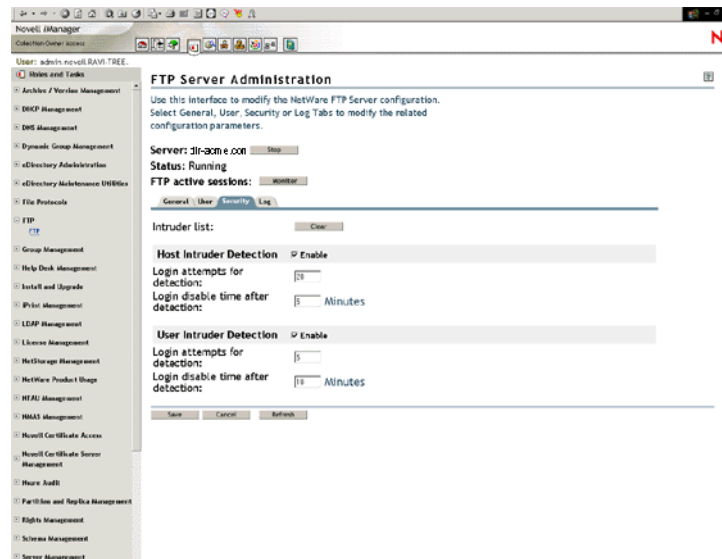 Novell iManager
Collection Owner Access
N
User: admin.novell.RAVI-TREE.
Roles and Tasks
Archive / Version Management
DHCP Management
DNS Management
Dynamic Group Management
eDirectory Administration
eDirectory Maintenance Utilities
File Protocols
FTP
FTP
Group Management
Help Desk Management
Install and Upgrade
iPrint Management
LDAP Management
License Management
NetStorage Management
NetWare Product Usage
NFAU Management
NMAS Management
Novell Certificate Access
Novell Certificate Server
Management
Nsure Audit
Partition and Replica Management
Rights Management
Schema Management
Server Management
FTP Server Administration
?
Use this interface to modify the NetWare FTP Server configuration.
Select General, User, Security or Log Tabs to modify the related
configuration parameters.
Server: dir-acme.com Stop
Status: Running
FTP active sessions: Monitor
General User Security Log
Intruder list: Clear
Host Intruder Detection Enable
Login attempts for
detection: 20
Login disable time after
detection: 5 Minutes
User Intruder Detection Enable
Login attempts for
detection: 5
Login disable time after
detection: 10 Minutes
Save Cancel Refresh